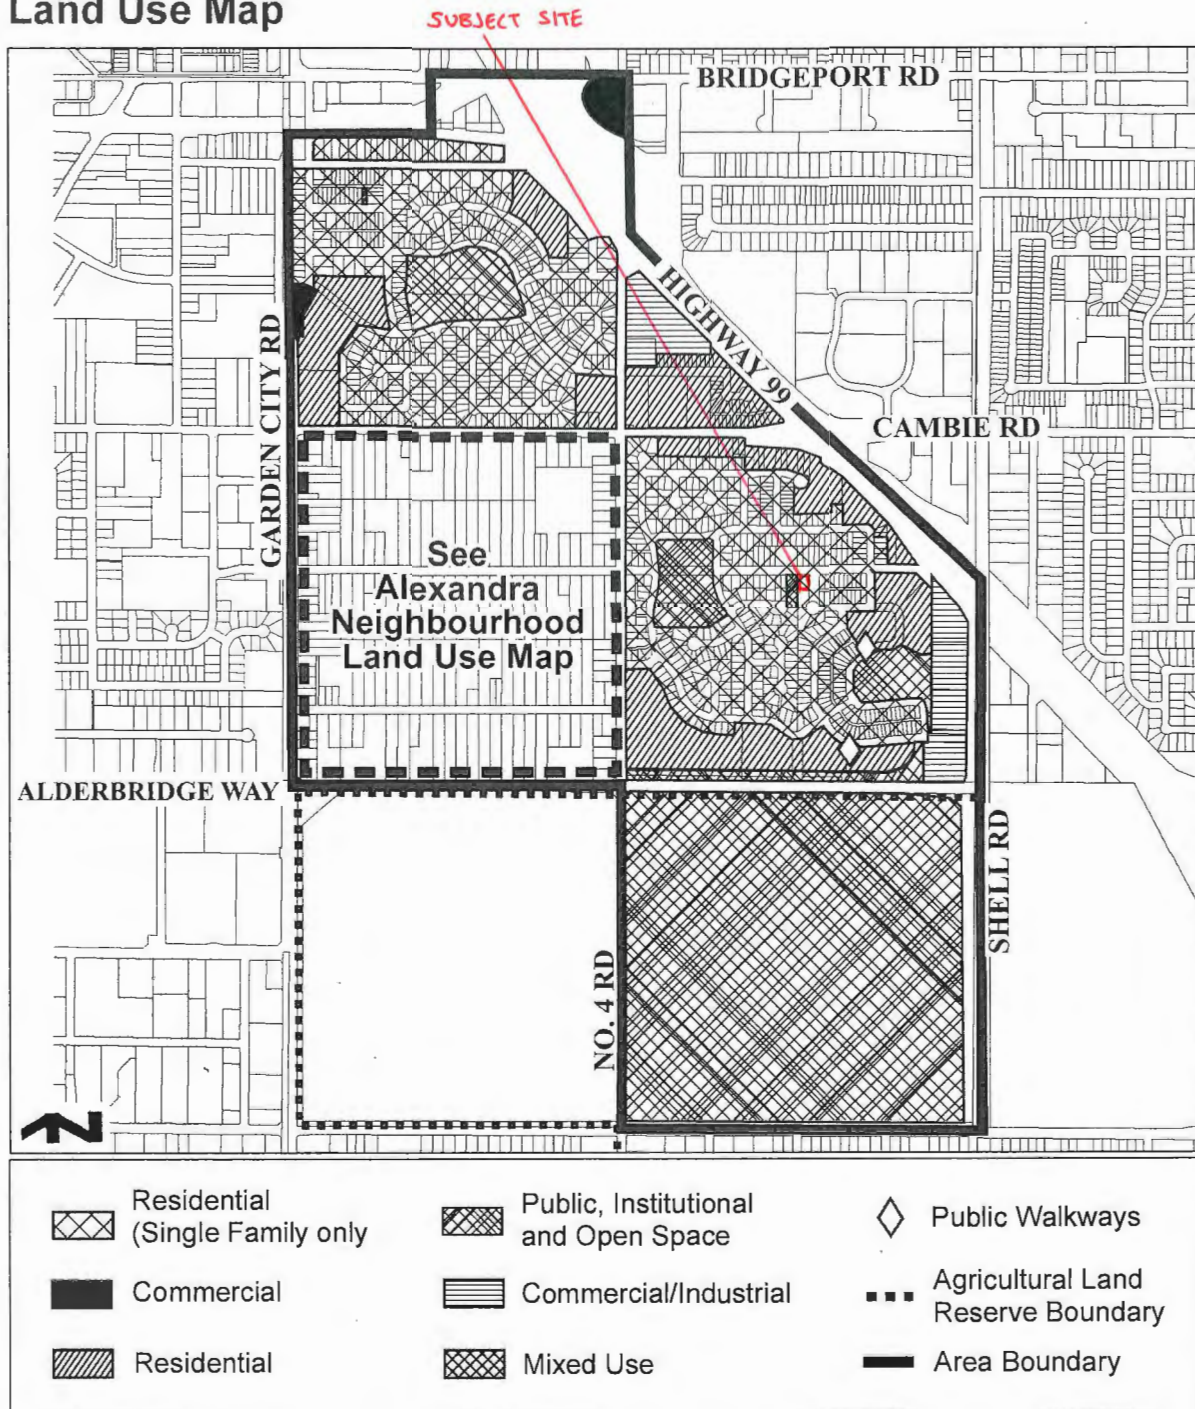 Land Use Map
SUBJECT SITE
BRIDGEPORT RD
HIGHWAY 99
GARDEN CITY RD
CAMBIE RD
See
Alexandra
Neighbourhood
Land Use Map
ALDERBRIDGE WAY
SHELL RD
NO. 4 RD
N
Residential
(Single Family only
Public, Institutional
and Open Space
Public Walkways
Commercial
Commercial/Industrial
Agricultural Land
Reserve Boundary
Residential
Mixed Use
Area Boundary